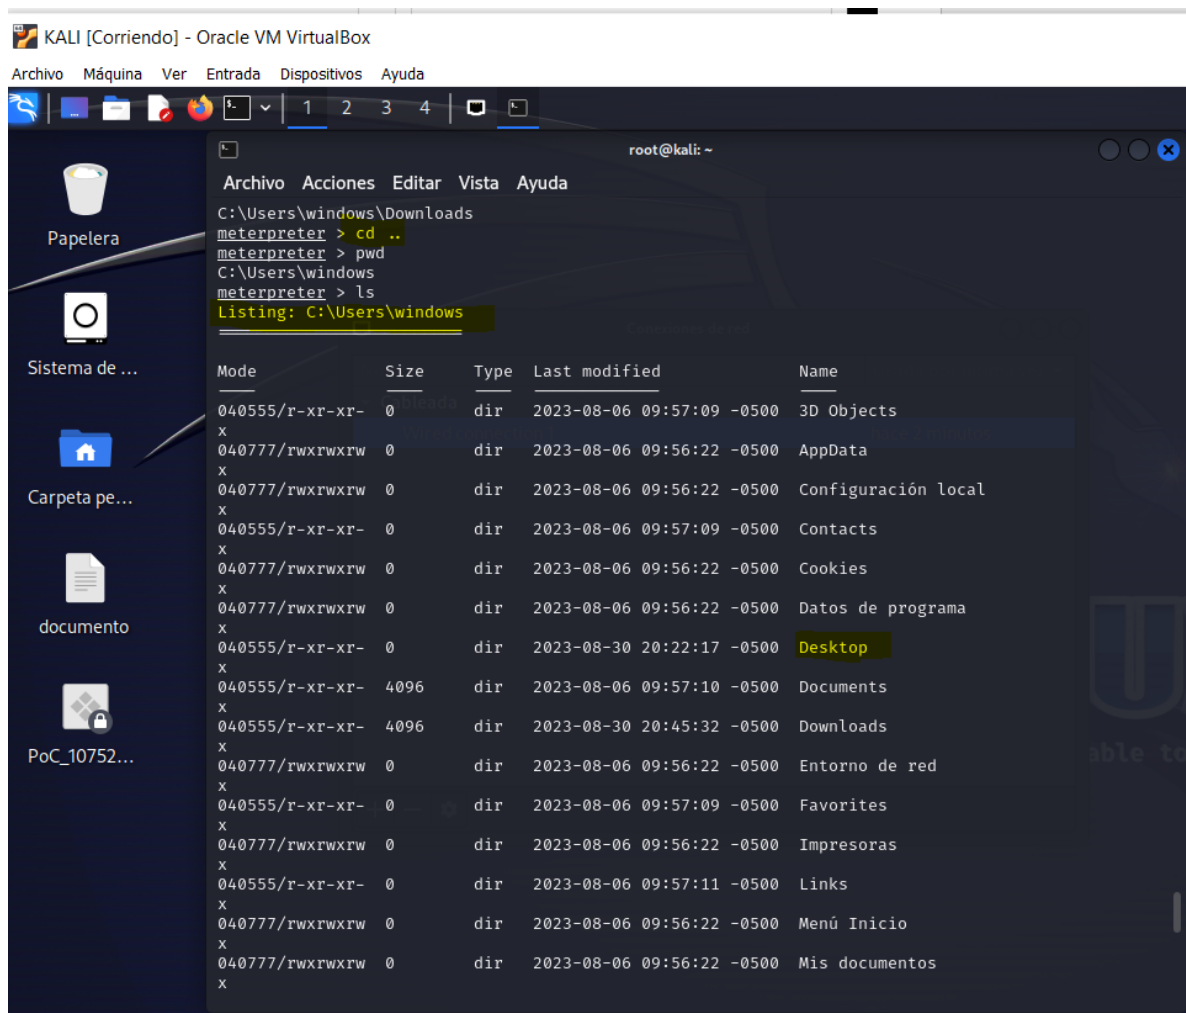 KALI [Corriendo] - Oracle VM VirtualBox
Archivo Máquina Ver Entrada Dispositivos Ayuda
1 2 3 4
root@kali: ~
Archivo Acciones Editar Vista Ayuda
Papelera
Sistema de ...
Carpeta pe...
documento
PoC_10752...
C:\Users\windows\Downloads
meterpreter > cd ..
meterpreter > pwd
C:\Users\windows
meterpreter > ls
Listing: C:\Users\windows
Mode Size Type Last modified Name
040555/r-xr-xr- 0 dir 2023-08-06 09:57:09 -0500 3D Objects
x
040777/rwxrwxrw 0 dir 2023-08-06 09:56:22 -0500 AppData
x
040777/rwxrwxrw 0 dir 2023-08-06 09:56:22 -0500 Configuración local
x
040555/r-xr-xr- 0 dir 2023-08-06 09:57:09 -0500 Contacts
x
040777/rwxrwxrw 0 dir 2023-08-06 09:56:22 -0500 Cookies
x
040777/rwxrwxrw 0 dir 2023-08-06 09:56:22 -0500 Datos de programa
x
040555/r-xr-xr- 0 dir 2023-08-30 20:22:17 -0500 Desktop
x
040555/r-xr-xr- 4096 dir 2023-08-06 09:57:10 -0500 Documents
x
040555/r-xr-xr- 4096 dir 2023-08-30 20:45:32 -0500 Downloads
x
040777/rwxrwxrw 0 dir 2023-08-06 09:56:22 -0500 Entorno de red
x
040555/r-xr-xr- 0 dir 2023-08-06 09:57:09 -0500 Favorites
x
040777/rwxrwxrw 0 dir 2023-08-06 09:56:22 -0500 Impresoras
x
040555/r-xr-xr- 0 dir 2023-08-06 09:57:11 -0500 Links
x
040777/rwxrwxrw 0 dir 2023-08-06 09:56:22 -0500 Menú Inicio
x
040777/rwxrwxrw 0 dir 2023-08-06 09:56:22 -0500 Mis documentos
x